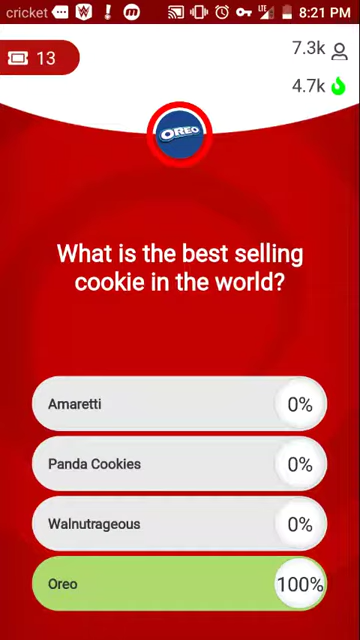 cricket 8:21 PM
LTE
13
7.3k
4.7k
OREO
What is the best selling
cookie in the world?
Amaretti 0%
Panda Cookies 0%
Walnutrageous 0%
Oreo 100%